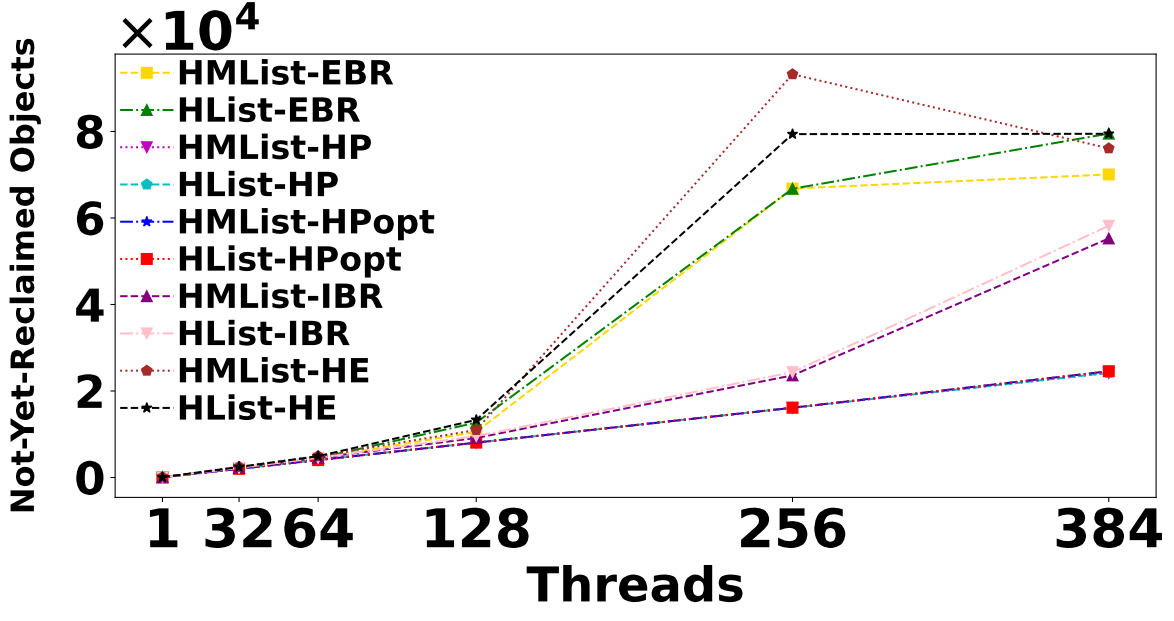 ×10⁴
Not-Yet-Reclaimed Objects
HMList-EBR
HList-EBR
HMList-HP
HList-HP
HMList-HPopt
HList-HPopt
HMList-IBR
HList-IBR
HMList-HE
HList-HE
8
6
4
2
0
1 32 64 128 256 384
Threads